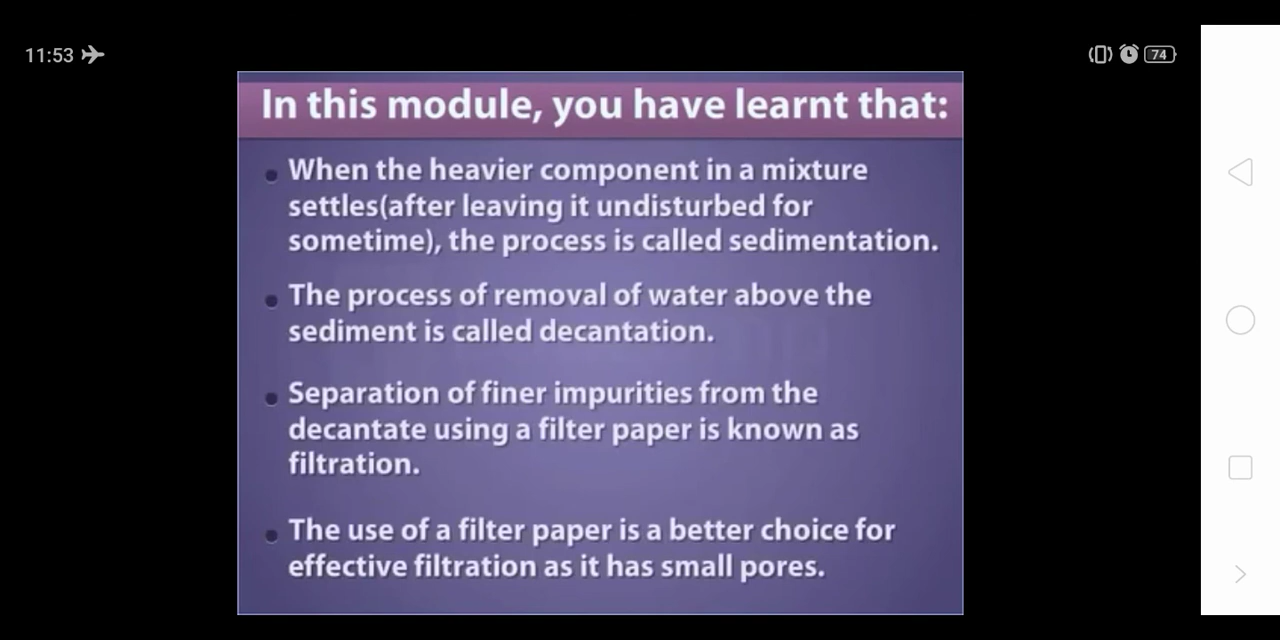 11:53
74
In this module, you have learnt that:
When the heavier component in a mixture
settles(after leaving it undisturbed for
sometime), the process is called sedimentation.
The process of removal of water above the
sediment is called decantation.
Separation of finer impurities from the
decantate using a filter paper is known as
filtration.
The use of a filter paper is a better choice for
effective filtration as it has small pores.